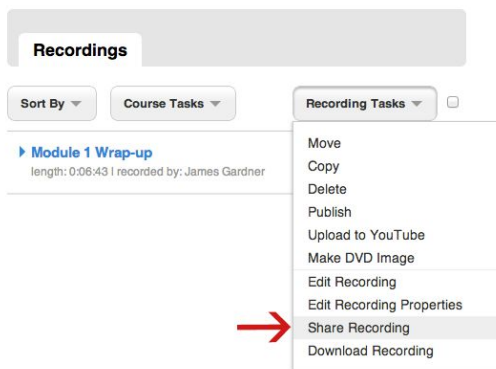 Recordings
Sort By
Course Tasks
Recording Tasks
Module 1 Wrap-up
length: 0:06:43 | recorded by: James Gardner
Move
Copy
Delete
Publish
Upload to YouTube
Make DVD Image
Edit Recording
Edit Recording Properties
Share Recording
Download Recording